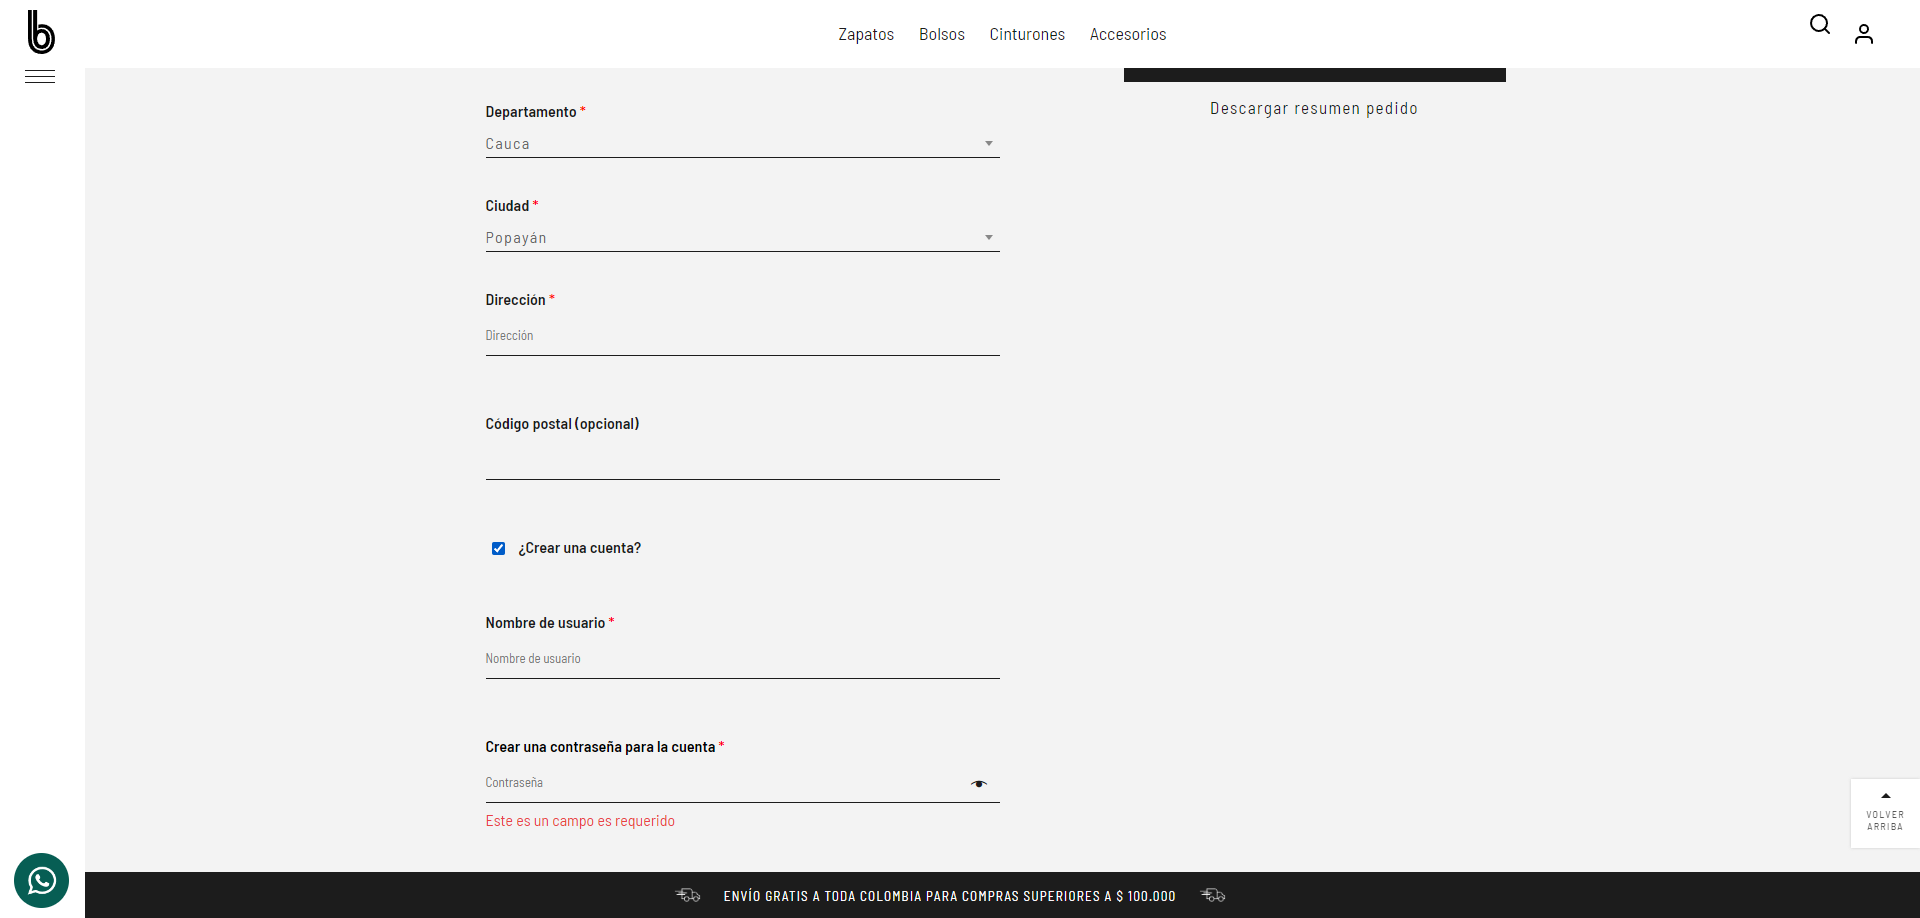 b
Zapatos Bolsos Cinturones Accesorios
Descargar resumen pedido
Departamento *
Cauca
Ciudad *
Popayán
Dirección *
Dirección
Código postal (opcional)
¿Crear una cuenta?
Nombre de usuario *
Nombre de usuario
Crear una contraseña para la cuenta *
Contraseña
Este es un campo es requerido
VOLVER
ARRIBA
ENVÍO GRATIS A TODA COLOMBIA PARA COMPRAS SUPERIORES A $ 100.000